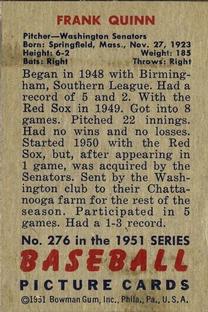 FRANK QUINN
Pitcher—Washington Senators
Born: Springfield, Mass., Nov. 27, 1923
Height: 6-2 Weight: 185
Bats: Right Throws: Right
Began in 1948 with Birming-
ham, Southern League. Had a
record of 5 and 2. With the
Red Sox in 1949. Got into 8
games. Pitched 22 innings.
Had no wins and no losses.
Started 1950 with the Red
Sox, but, after appearing in
1 game, was acquired by the
Senators. Sent by the Wash-
ington club to their Chatta-
nooga farm for the rest of the
season. Participated in 5
games. Had a 1-3 record.
No. 276 in the 1951 SERIES
BASEBALL
PICTURE CARDS
©1951 Bowman Gum, Inc., Phila., Pa., U.S.A.